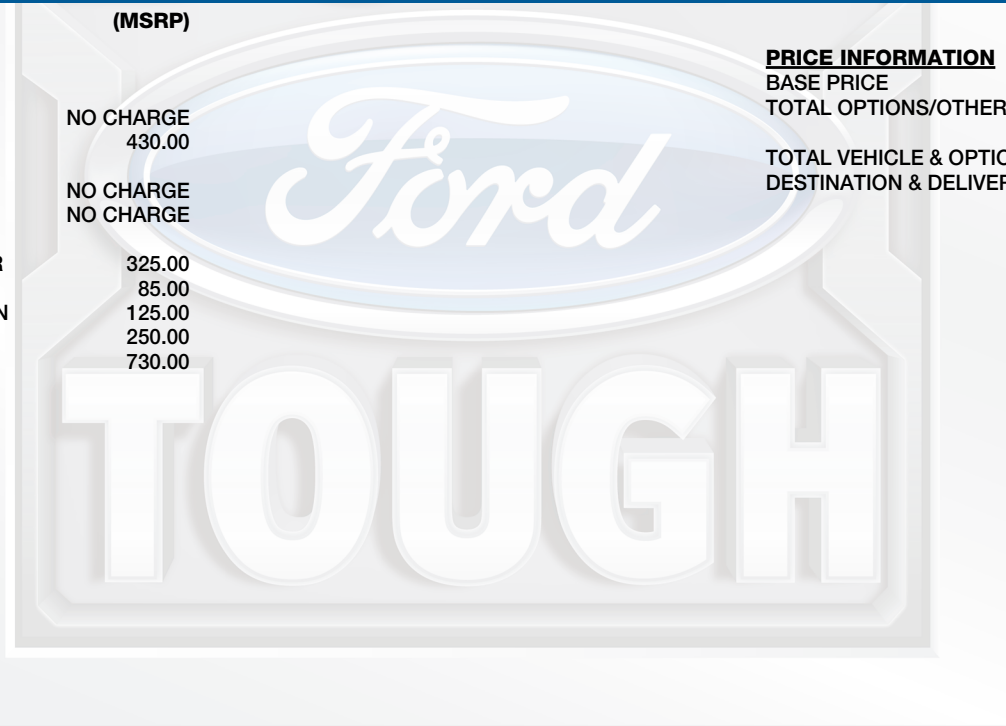 (MSRP)
NO CHARGE
430.00
NO CHARGE
NO CHARGE
R 325.00
85.00
N 125.00
250.00
730.00
PRICE INFORMATION
BASE PRICE
TOTAL OPTIONS/OTHER
TOTAL VEHICLE & OPTIO
DESTINATION & DELIVER
Ford
TOUGH